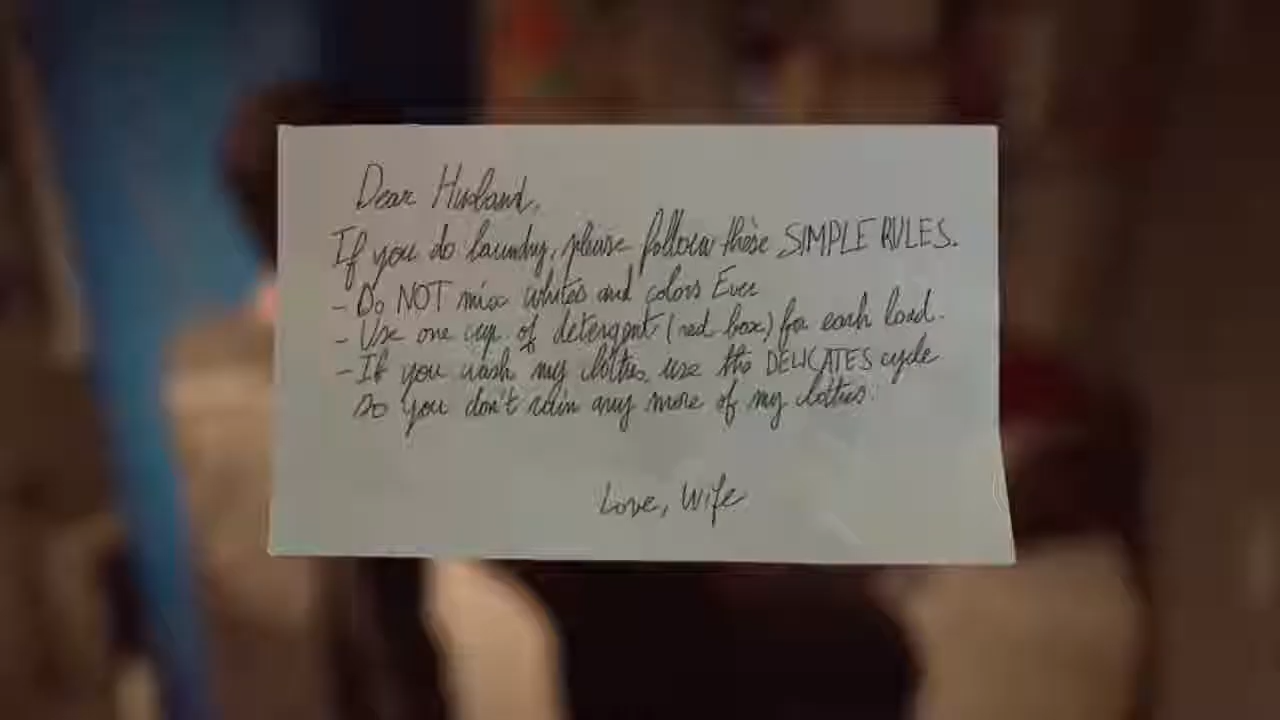 Dear Husband,
If you do laundry, please follow these SIMPLE RULES.
- Do NOT mix whites and colors Ever
- Use one cup of detergent (red box) for each load.
- If you wash my clothes, use the DELICATES cycle
so you don't ruin any more of my clothes.
Love, Wife